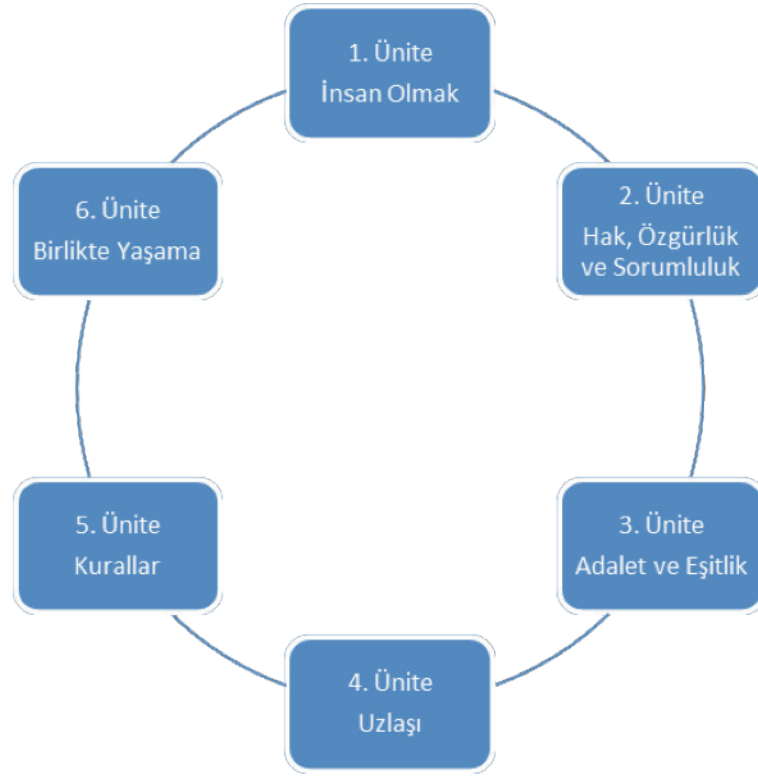 1. Ünite
İnsan Olmak
2. Ünite
Hak, Özgürlük
ve Sorumluluk
3. Ünite
Adalet ve Eşitlik
4. Ünite
Uzlaşı
5. Ünite
Kurallar
6. Ünite
Birlikte Yaşama